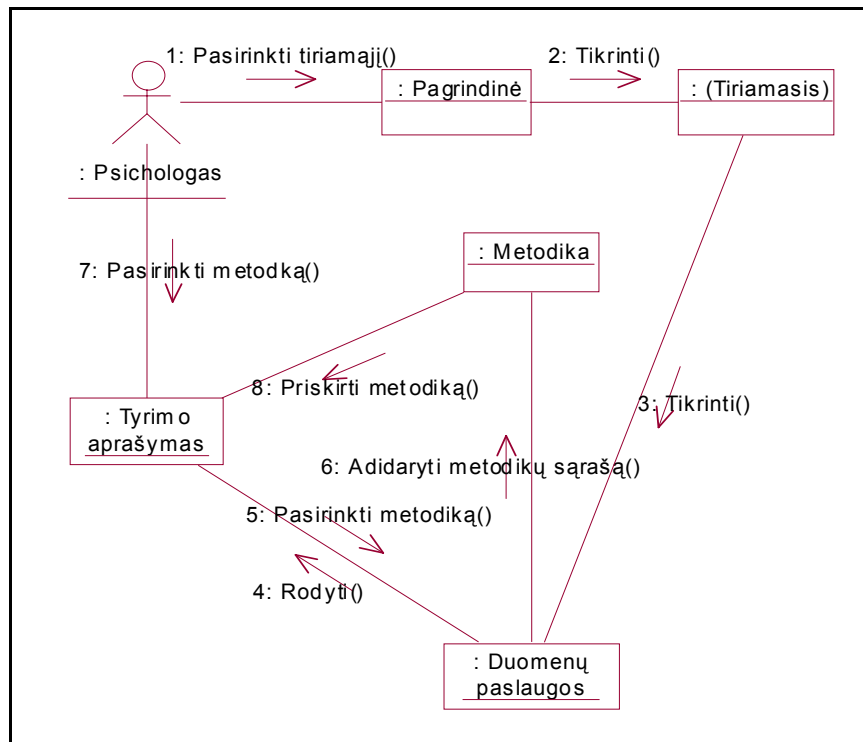 1: Pasirinkti tiriamąjį()
2: Tikrinti()
: Pagrindinė
: (Tiriamasis)
: Psichologas
: Metodika
7: Pasirinkti metodką()
8: Priskirti metodiką()
3: Tikrinti()
: Tyrimo
aprašymas
6: Adidaryti metodikų sąrašą()
5: Pasirinkti metodiką()
4: Rodyti()
: Duomenų
paslaugos